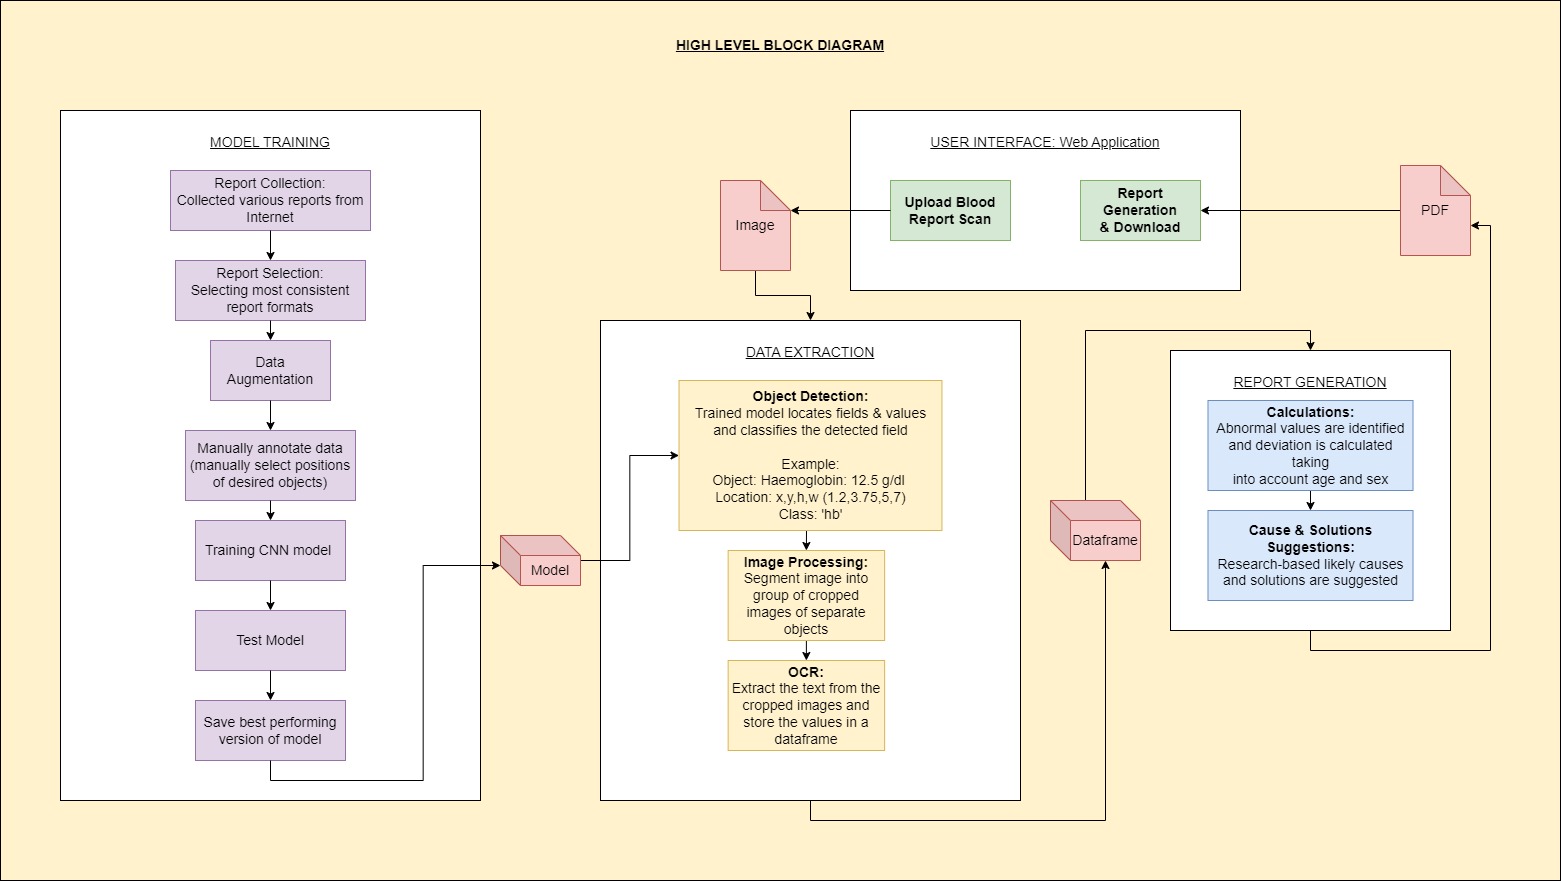 HIGH LEVEL BLOCK DIAGRAM
MODEL TRAINING
Report Collection:
Collected various reports from
Internet
Report Selection:
Selecting most consistent
report formats
Data
Augmentation
Manually annotate data
(manually select positions
of desired objects)
Training CNN model
Test Model
Save best performing
version of model
Model
Image
USER INTERFACE: Web Application
Upload Blood
Report Scan
Report
Generation
& Download
PDF
DATA EXTRACTION
Object Detection:
Trained model locates fields & values
and classifies the detected field
Example:
Object: Haemoglobin: 12.5 g/dl
Location: x,y,h,w (1.2,3.75,5,7)
Class: 'hb'
Image Processing:
Segment image into
group of cropped
images of separate
objects
OCR:
Extract the text from the
cropped images and
store the values in a
dataframe
Dataframe
REPORT GENERATION
Calculations:
Abnormal values are identified
and deviation is calculated
taking
into account age and sex
Cause & Solutions
Suggestions:
Research-based likely causes
and solutions are suggested